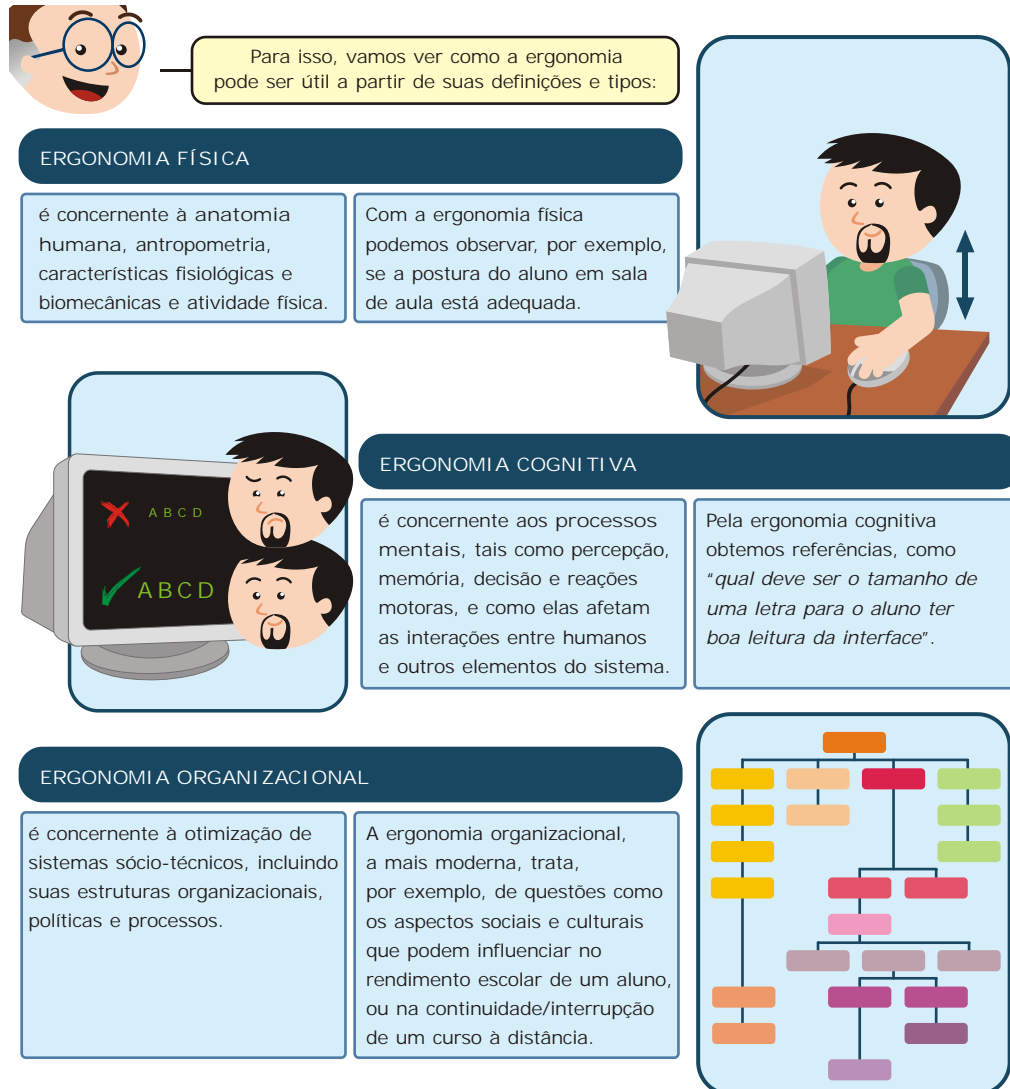 Para isso, vamos ver como a ergonomia
pode ser útil a partir de suas definições e tipos:
ERGONOMIA FÍSICA
é concernente à anatomia
humana, antropometria,
características fisiológicas e
biomecânicas e atividade física.
Com a ergonomia física
podemos observar, por exemplo,
se a postura do aluno em sala
de aula está adequada.
A B C D
A B C D
ERGONOMIA COGNITIVA
é concernente aos processos
mentais, tais como percepção,
memória, decisão e reações
motoras, e como elas afetam
as interações entre humanos
e outros elementos do sistema.
Pela ergonomia cognitiva
obtemos referências, como
“qual deve ser o tamanho de
uma letra para o aluno ter
boa leitura da interface”.
ERGONOMIA ORGANIZACIONAL
é concernente à otimização de
sistemas sócio-técnicos, incluindo
suas estruturas organizacionais,
políticas e processos.
A ergonomia organizacional,
a mais moderna, trata,
por exemplo, de questões como
os aspectos sociais e culturais
que podem influenciar no
rendimento escolar de um aluno,
ou na continuidade/interrupção
de um curso à distância.